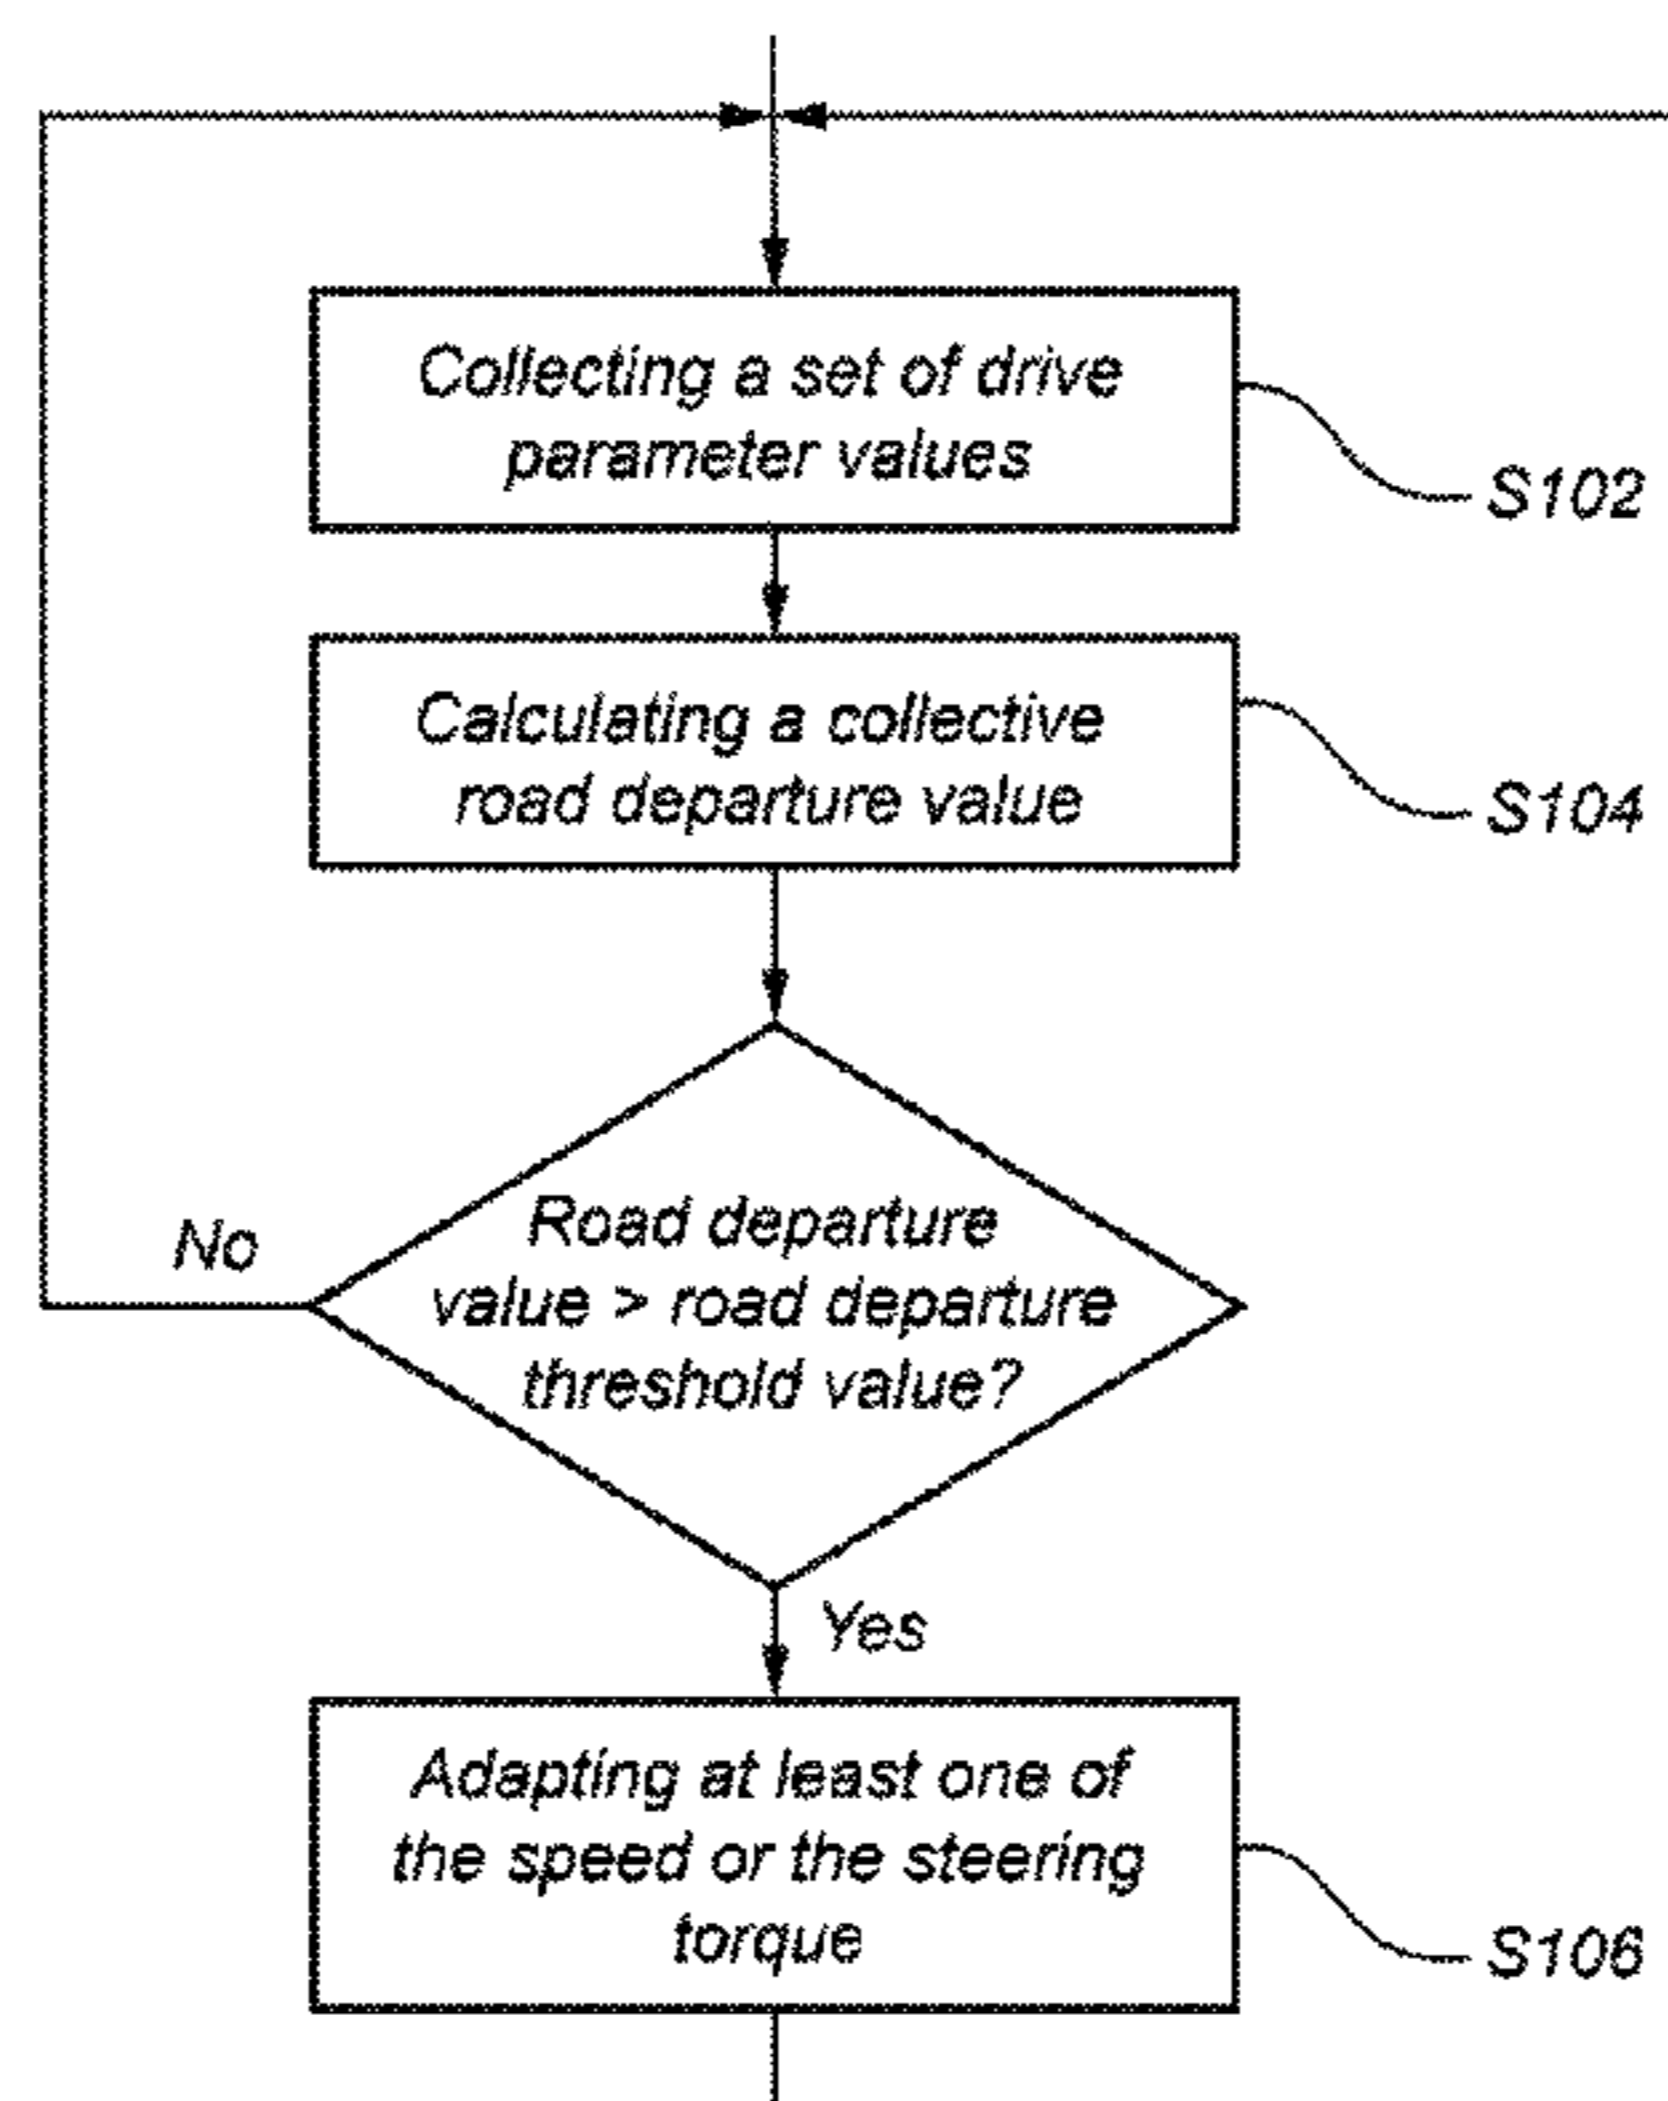 Collecting a set of drive
parameter values
S102
Calculating a collective
road departure value
S104
Road departure
value > road departure
threshold value?
No
Yes
Adapting at least one of
the speed or the steering
torque
S106